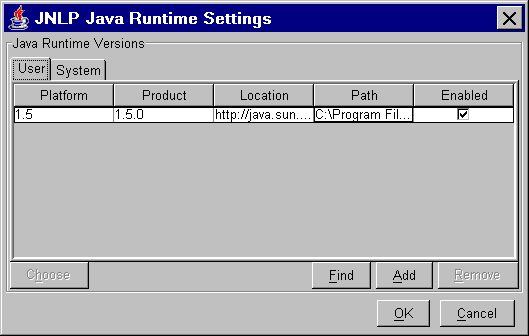 JNLP Java Runtime Settings
Java Runtime Versions
User System
Platform Product Location Path Enabled
1.5 1.5.0 http://java.sun.... C:\Program Fil...
Choose Find Add Remove
OK Cancel